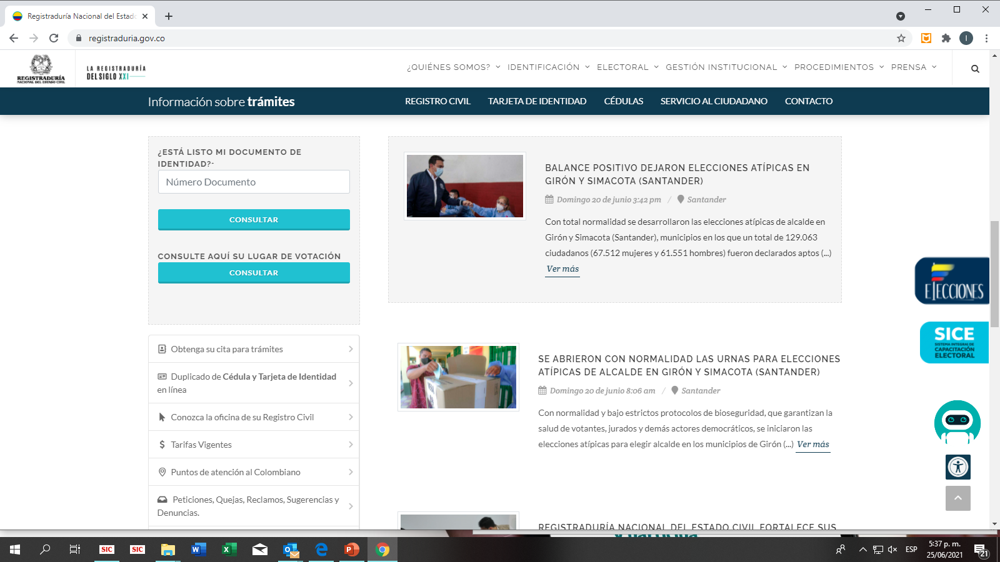 Registraduría Nacional del Estado
registraduria.gov.co
I
REGISTRADURÍA
NACIONAL DEL ESTADO CIVIL
LA REGISTRADURÍA
DEL SIGLO XXI
¿QUIÉNES SOMOS?
IDENTIFICACIÓN
ELECTORAL
GESTIÓN INSTITUCIONAL
PROCEDIMIENTOS
PRENSA
Información sobre trámites
REGISTRO CIVIL
TARJETA DE IDENTIDAD
CÉDULAS
SERVICIO AL CIUDADANO
CONTACTO
¿ESTÁ LISTO MI DOCUMENTO DE
IDENTIDAD?-
Número Documento
CONSULTAR
CONSULTE AQUÍ SU LUGAR DE VOTACIÓN
CONSULTAR
Obtenga su cita para trámites
Duplicado de Cédula y Tarjeta de Identidad
en línea
Conozca la oficina de su Registro Civil
Tarifas Vigentes
Puntos de atención al Colombiano
Peticiones, Quejas, Reclamos, Sugerencias y
Denuncias.
BALANCE POSITIVO DEJARON ELECCIONES ATÍPICAS EN
GIRÓN Y SIMACOTA (SANTANDER)
Domingo 20 de junio 3:42 pm / Santander
Con total normalidad se desarrollaron las elecciones atípicas de alcalde en
Girón y Simacota (Santander), municipios en los que un total de 129.063
ciudadanos (67.512 mujeres y 61.551 hombres) fueron declarados aptos (...)
Ver más
SE ABRIERON CON NORMALIDAD LAS URNAS PARA ELECCIONES
ATÍPICAS DE ALCALDE EN GIRÓN Y SIMACOTA (SANTANDER)
Domingo 20 de junio 8:06 am / Santander
Con normalidad y bajo estrictos protocolos de bioseguridad, que garantizan la
salud de votantes, jurados y demás actores democráticos, se iniciaron las
elecciones atípicas para elegir alcalde en los municipios de Girón (...) Ver más
REGISTRADURÍA NACIONAL DEL ESTADO CIVIL FORTALECE SUS
ELECCIONES
SICE
SISTEMA INTEGRAL DE
CAPACITACIÓN
ELECTORAL
SIC
SIC
ESP
5:37 p. m.
25/06/2021
21